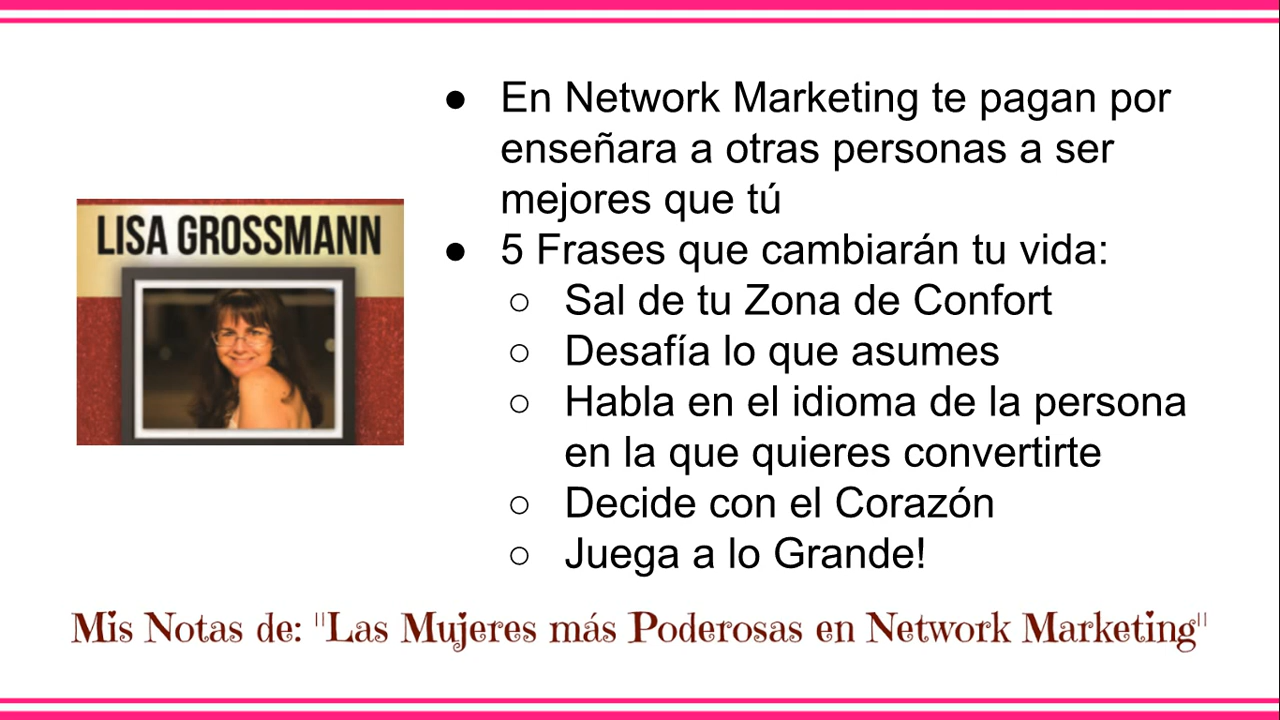 LISA GROSSMANN
● En Network Marketing te pagan por
enseñara a otras personas a ser
mejores que tú
● 5 Frases que cambiarán tu vida:
○ Sal de tu Zona de Confort
○ Desafía lo que asumes
○ Habla en el idioma de la persona
en la que quieres convertirte
○ Decide con el Corazón
○ Juega a lo Grande!
Mis Notas de: "Las Mujeres más Poderosas en Network Marketing"